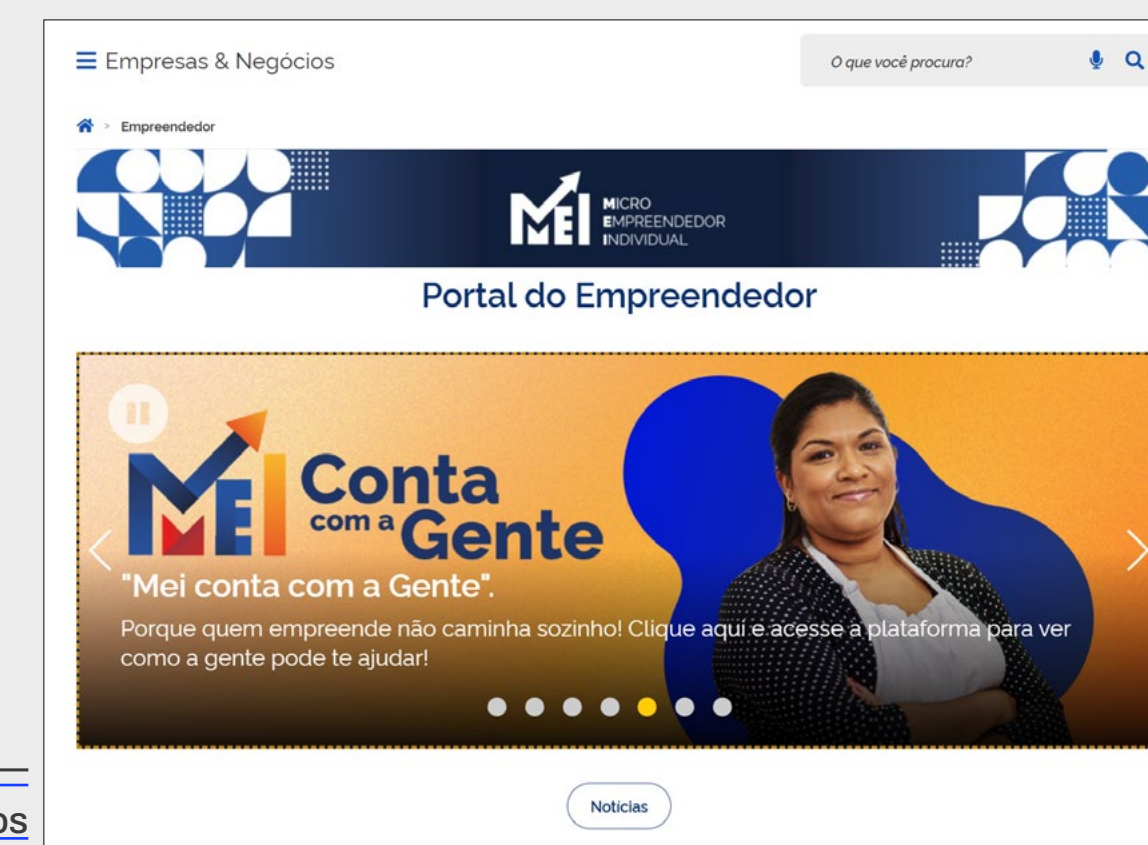 Empresas & Negócios
O que você procura?
> Empreendedor
MEI
MICRO
EMPREENDEDOR
INDIVIDUAL
Portal do Empreendedor
MEI Conta
com a Gente
"Mei conta com a Gente".
Porque quem empreende não caminha sozinho! Clique aqui e acesse a plataforma para ver
como a gente pode te ajudar!
Notícias
os